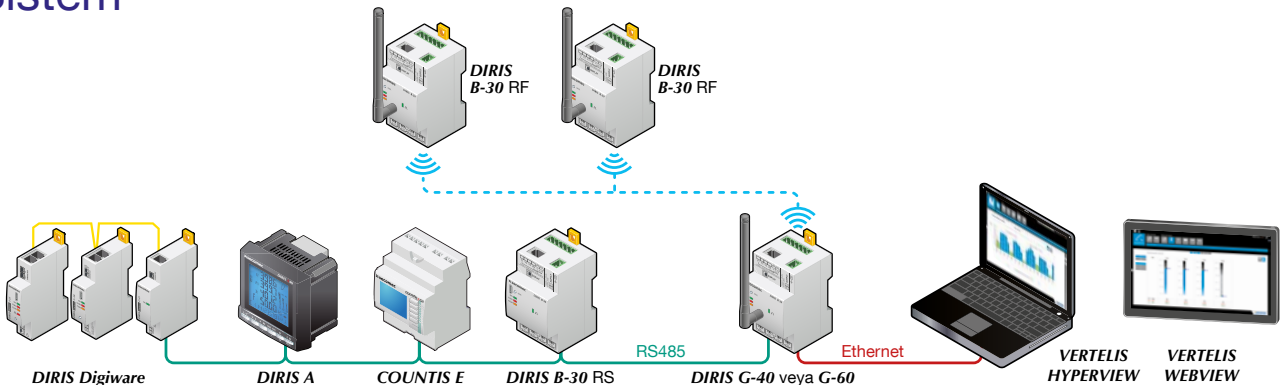 DIRIS
B-30 RF
DIRIS
B-30 RF
RS485
Ethernet
DIRIS Digiware
DIRIS A
COUNTIS E
DIRIS B-30 RS
DIRIS G-40 veya G-60
VERTELIS
HYPERVIEW
VERTELIS
WEBVIEW